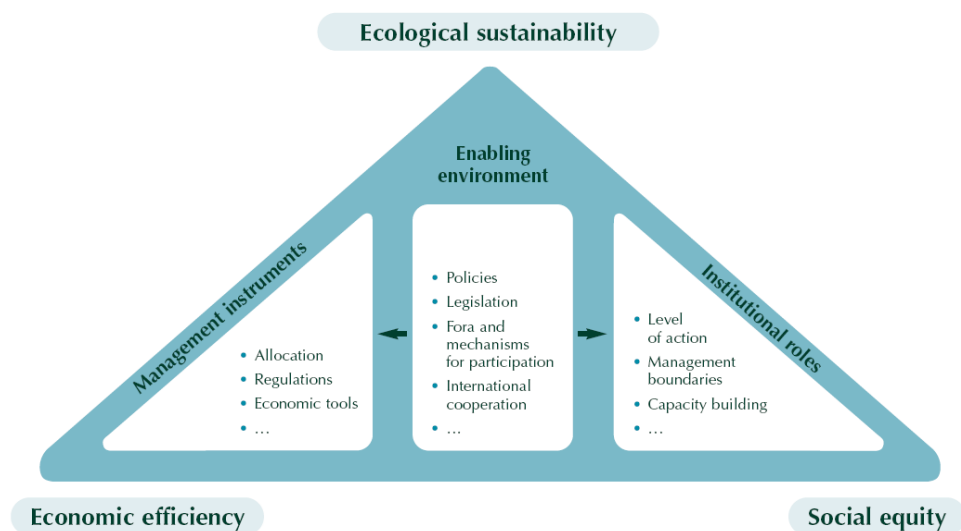 Ecological sustainability
Enabling
environment
Management instruments
• Allocation
• Regulations
• Economic tools
• ...
• Policies
• Legislation
• Fora and
mechanisms
for participation
• International
cooperation
• ...
Institutional roles
• Level
of action
• Management
boundaries
• Capacity building
• ...
Economic efficiency
Social equity